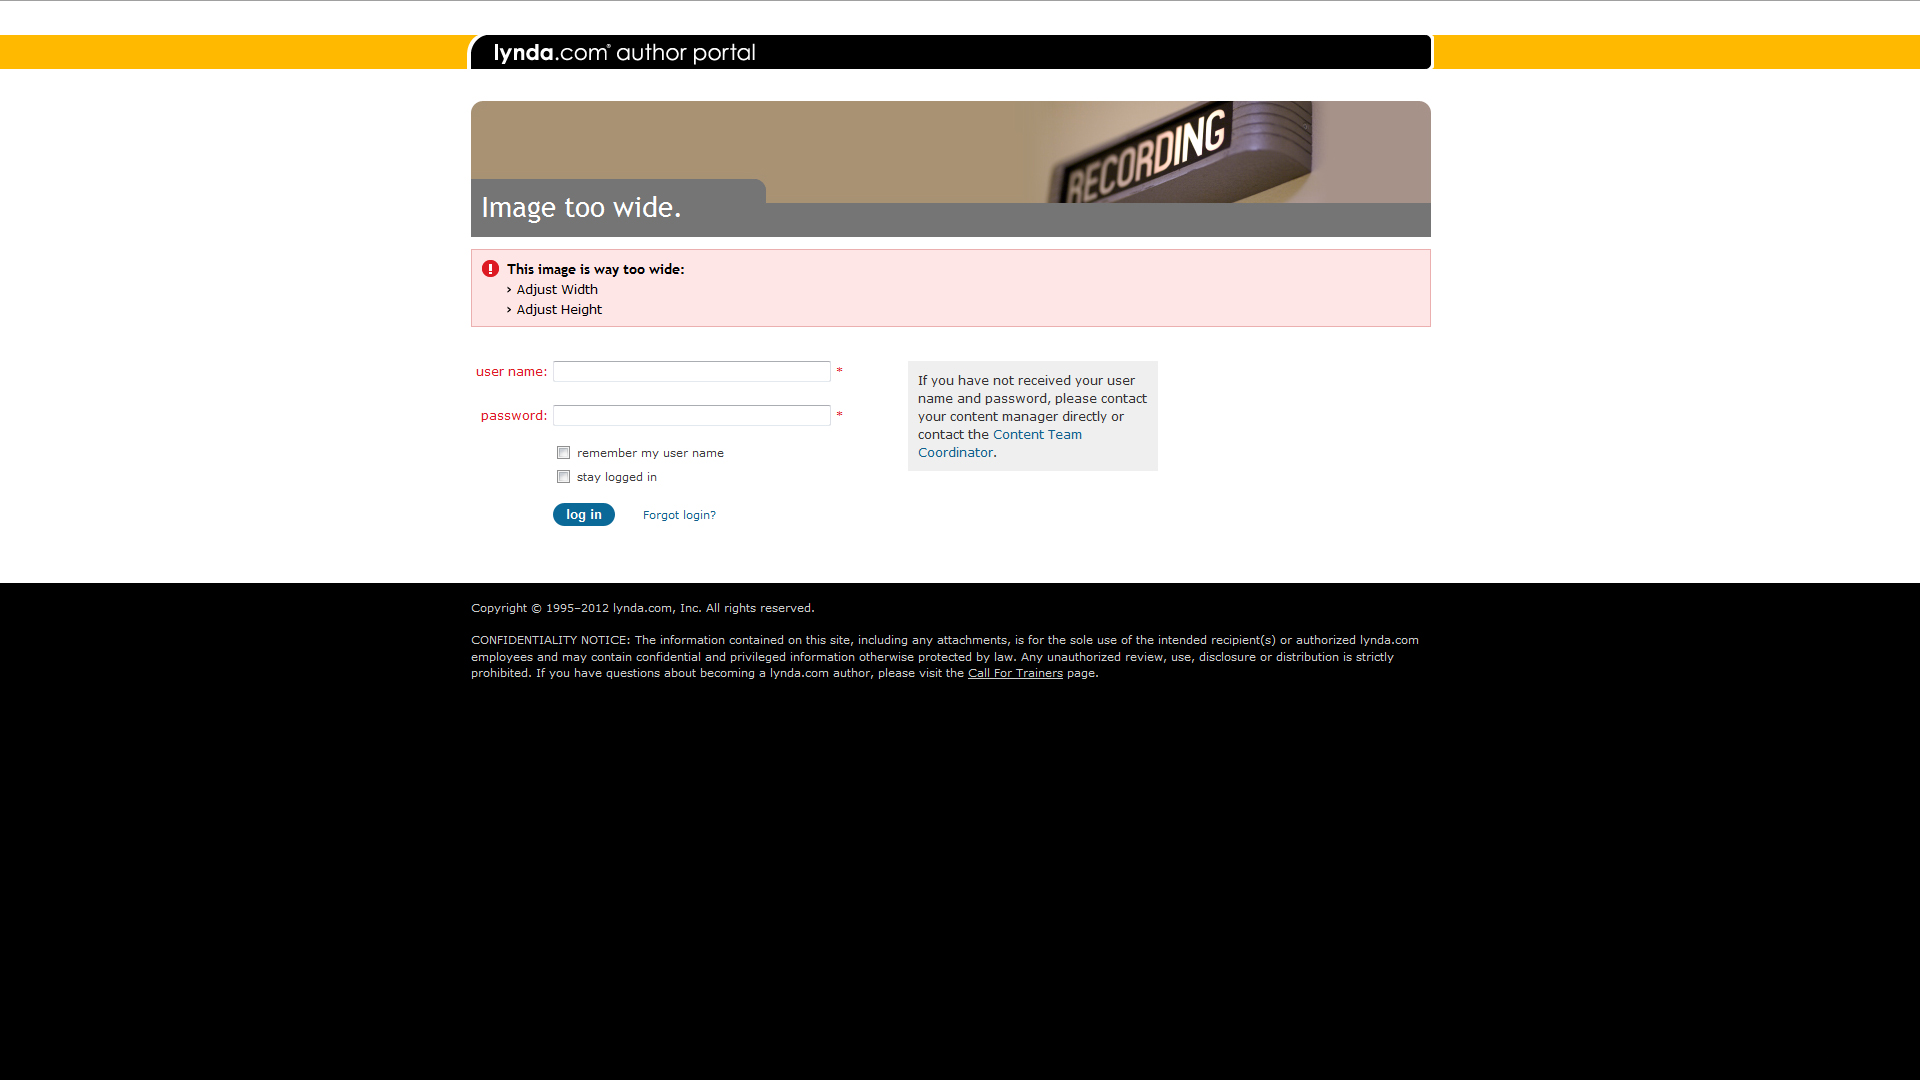 lynda.com® author portal
RECORDING
Image too wide.
This image is way too wide:
› Adjust Width
› Adjust Height
user name: *
If you have not received your user
name and password, please contact
your content manager directly or
contact the Content Team
Coordinator.
password: *
remember my user name
stay logged in
log in Forgot login?
Copyright © 1995–2012 lynda.com, Inc. All rights reserved.
CONFIDENTIALITY NOTICE: The information contained on this site, including any attachments, is for the sole use of the intended recipient(s) or authorized lynda.com
employees and may contain confidential and privileged information otherwise protected by law. Any unauthorized review, use, disclosure or distribution is strictly
prohibited. If you have questions about becoming a lynda.com author, please visit the Call For Trainers page.